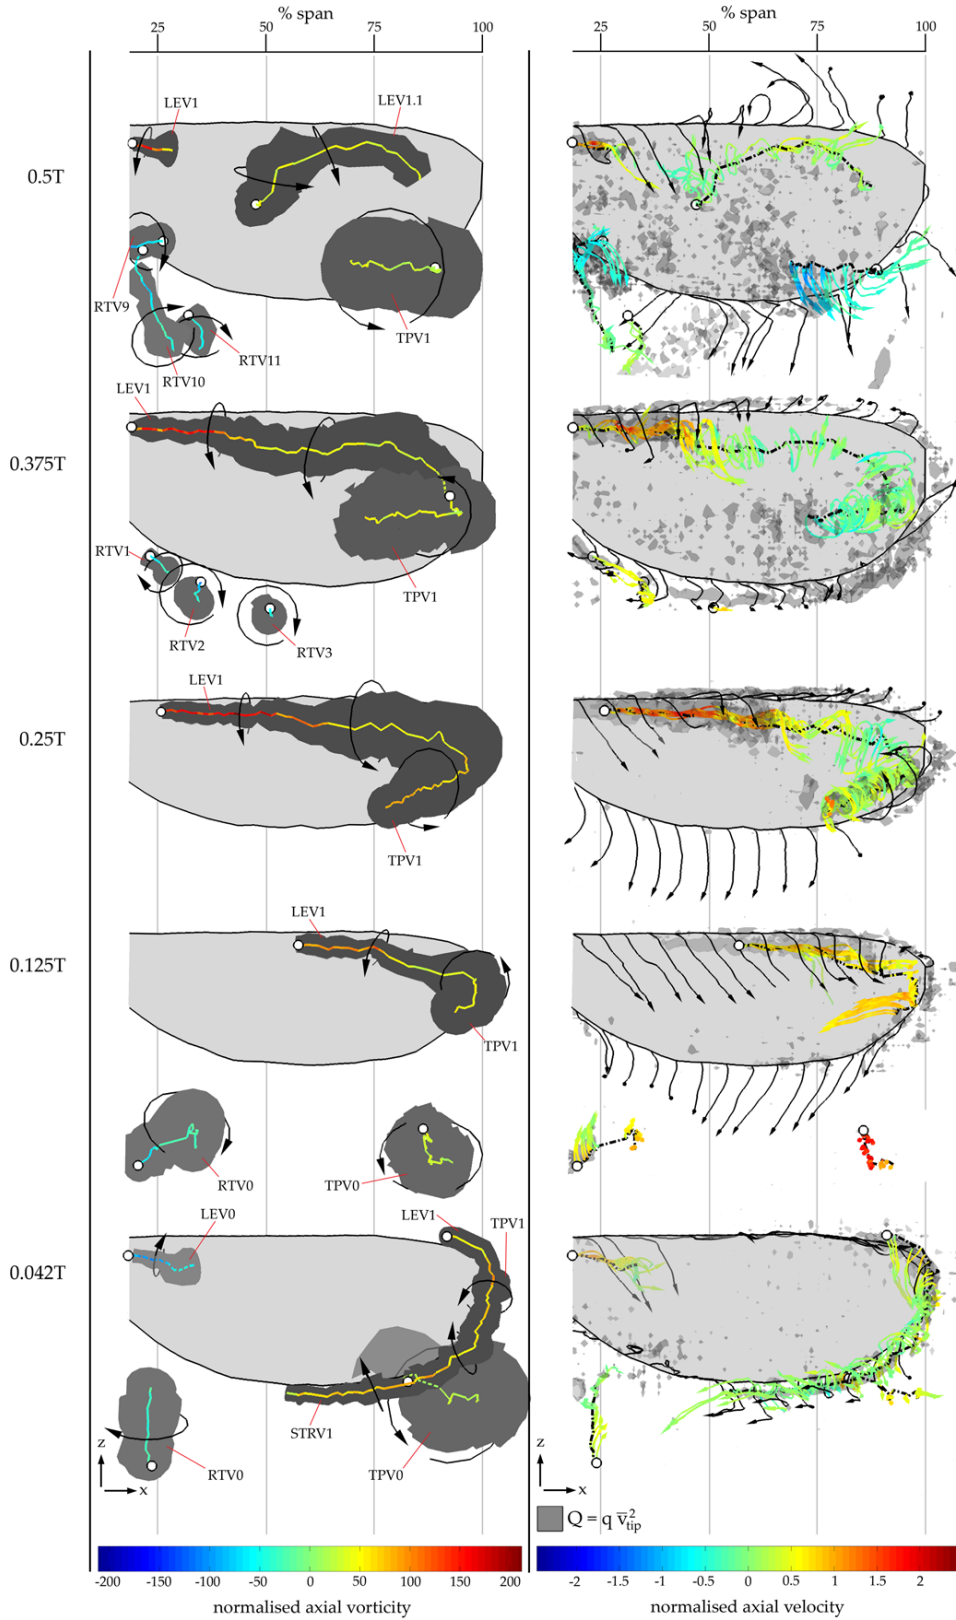 % span
% span
25 50 75 100
25 50 75 100
0.5T
LEV1
LEV1.1
RTV9
RTV10
RTV11
TPV1
0.375T
LEV1
RTV1
RTV2
RTV3
TPV1
0.25T
LEV1
TPV1
0.125T
LEV1
TPV1
RTV0
TPV0
0.042T
LEV0
LEV1
TPV1
STRV1
TPV0
RTV0
z
x
z
x
Q = q v̅²tip
-200 -150 -100 -50 0 50 100 150 200
normalised axial vorticity
-2 -1.5 -1 -0.5 0 0.5 1 1.5 2
normalised axial velocity